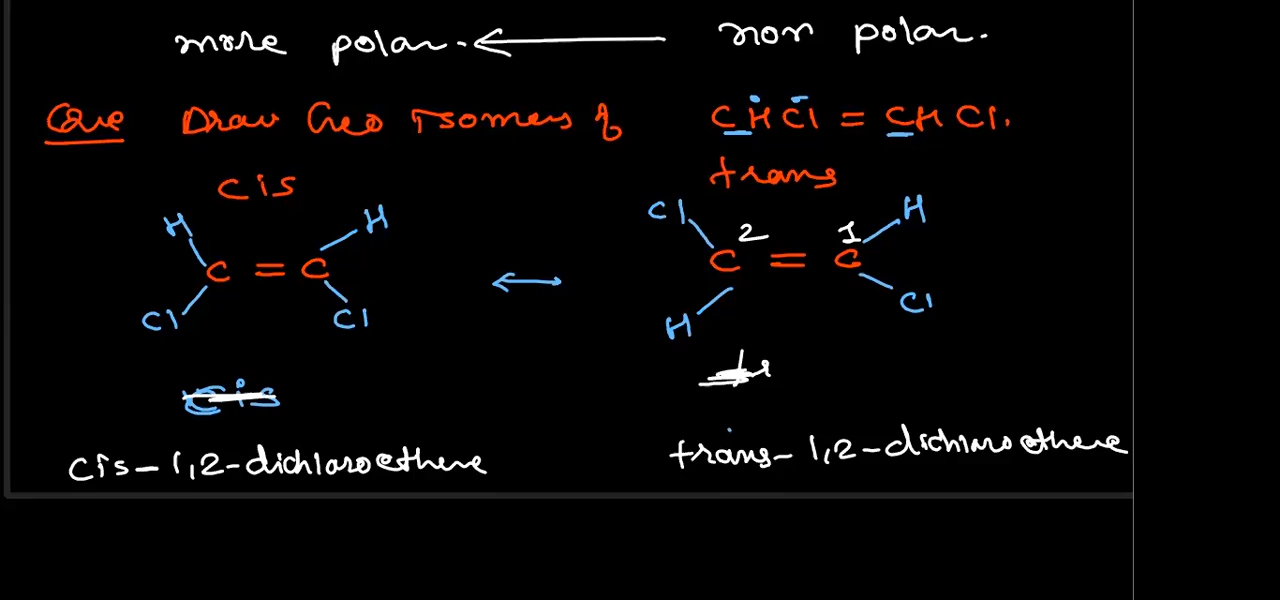 more polar. ← non polar.
Que Draw Geo Isomers of CHCl = CHCl.
cis trans
H H Cl 2 1 H
C = C ↔ C = C
Cl Cl H Cl
Cis
cis-1,2-dichloroethene trans-1,2-dichloroethene